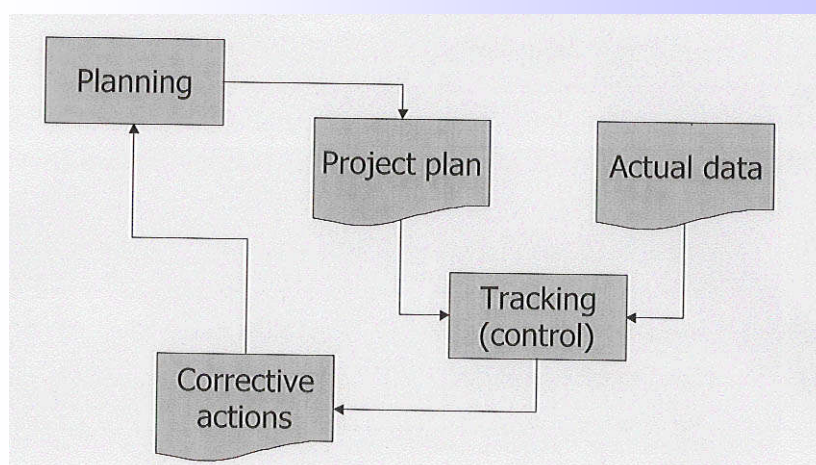 Planning
Project plan
Actual data
Tracking
(control)
Corrective
actions